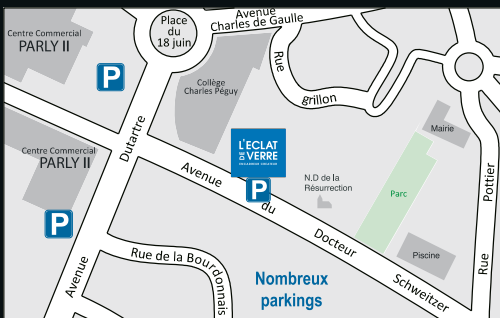 Place
du
18 juin
Avenue
Charles de Gaulle
Centre Commercial
PARLY II
P
Collège
Charles Péguy
Rue
grillon
Dutartre
L'ECLAT
DE VERRE
Mairie
Centre Commercial
PARLY II
Avenue
P
du
N.D de la
Résurrection
Parc
Pottier
P
Docteur
Rue de la Bourdonnais
Piscine
Avenue
Nombreux
parkings
Schweitzer
Rue